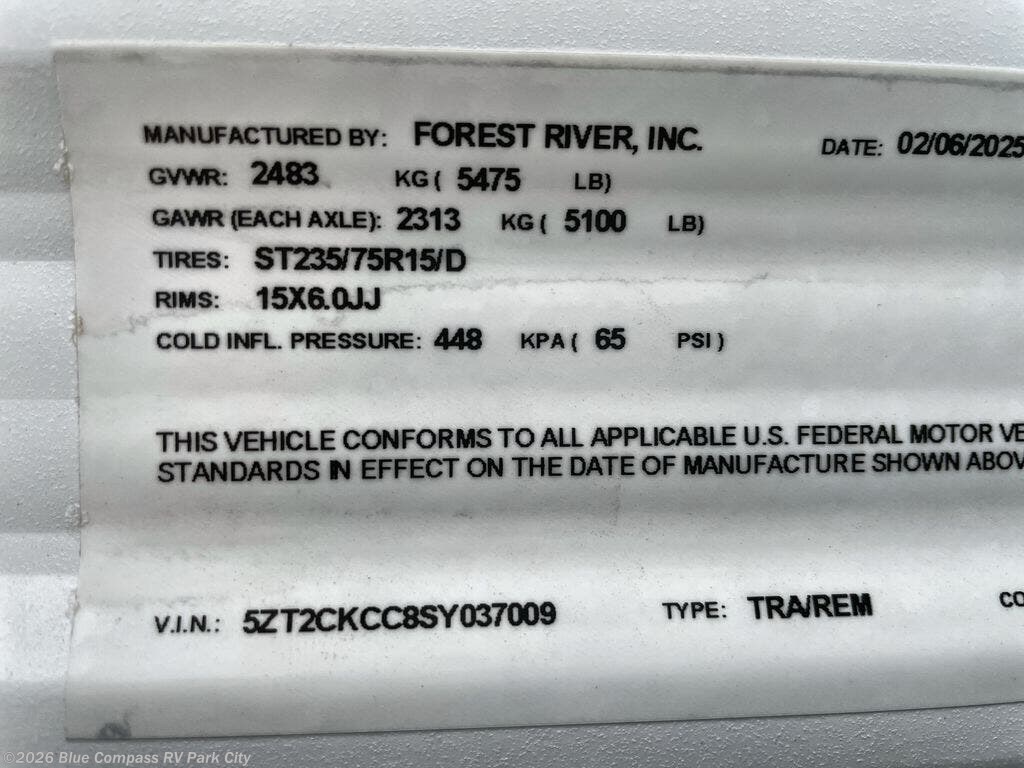 MANUFACTURED BY: FOREST RIVER, INC. DATE: 02/06/2025
GVWR: 2483 KG ( 5475 LB)
GAWR (EACH AXLE): 2313 KG ( 5100 LB)
TIRES: ST235/75R15/D
RIMS: 15X6.0JJ
COLD INFL. PRESSURE: 448 KPA ( 65 PSI )
THIS VEHICLE CONFORMS TO ALL APPLICABLE U.S. FEDERAL MOTOR VE
STANDARDS IN EFFECT ON THE DATE OF MANUFACTURE SHOWN ABOV
V.I.N.: 5ZT2CKCC8SY037009 TYPE: TRA/REM CO
©2026 Blue Compass RV Park City